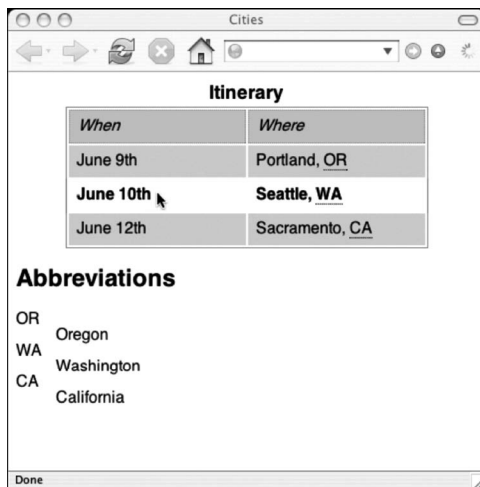 Cities
Itinerary
When Where
June 9th Portland, OR
June 10th Seattle, WA
June 12th Sacramento, CA
Abbreviations
OR
Oregon
WA
Washington
CA
California
Done